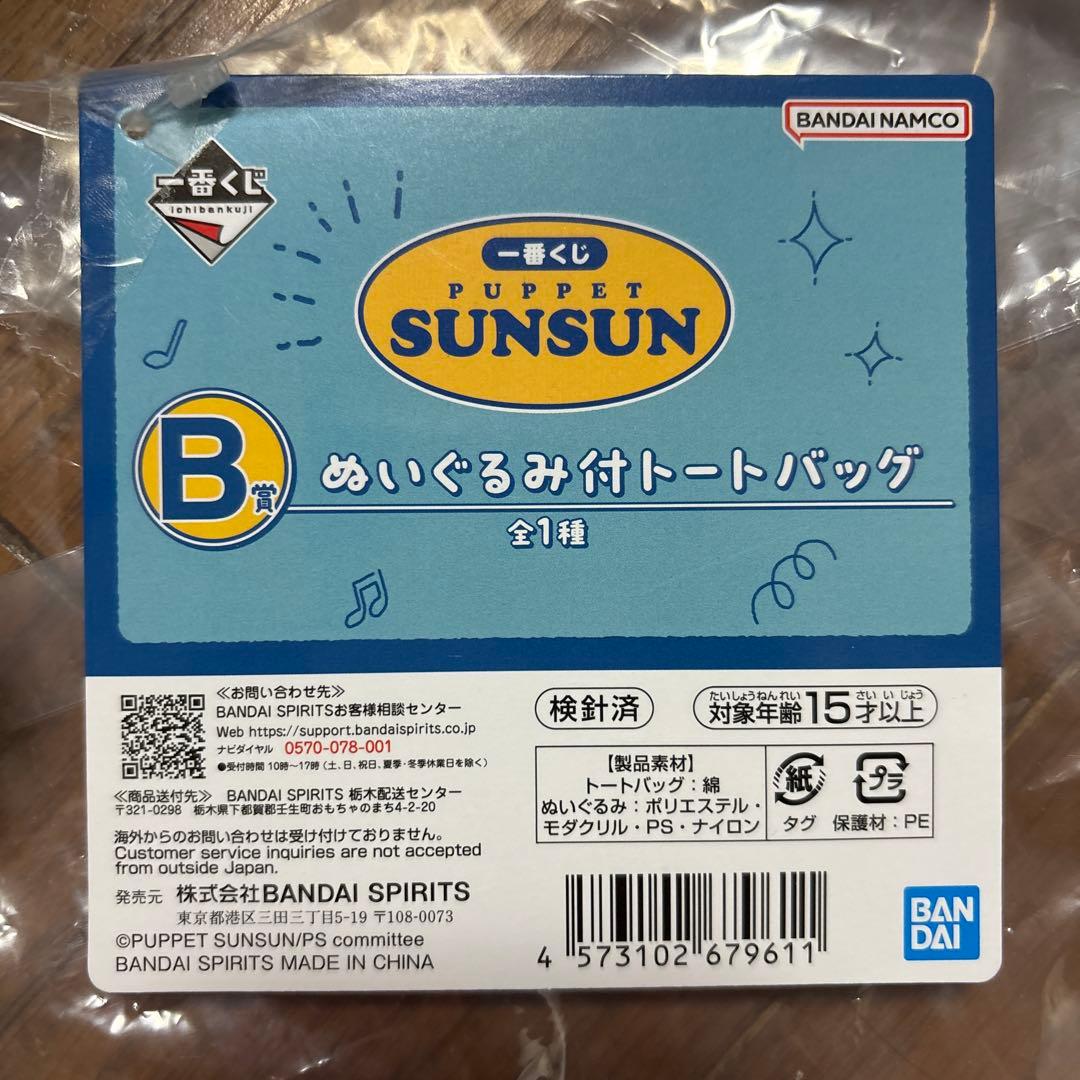 BANDAI NAMCO
一番くじ
ichibankuji
一番くじ
PUPPET
SUNSUN
B賞
ぬいぐるみ付トートバッグ
全1種
≪お問い合わせ先≫
BANDAI SPIRITSお客様相談センター
Web https://support.bandaispirits.co.jp
ナビダイヤル 0570-078-001
●受付時間 10時〜17時(土、日、祝日、夏季・冬季休業日を除く)
≪商品送付先≫ BANDAI SPIRITS 栃木配送センター
〒321-0298 栃木県下都賀郡壬生町おもちゃのまち4-2-20
海外からのお問い合わせは受け付けておりません。
Customer service inquiries are not accepted
from outside Japan.
発売元 株式会社BANDAI SPIRITS
東京都港区三田三丁目5-19 〒108-0073
©PUPPET SUNSUN/PS committee
BANDAI SPIRITS MADE IN CHINA
検針済
たいしょうねんれい さい いじょう
対象年齢15才以上
【製品素材】
トートバッグ:綿
ぬいぐるみ:ポリエステル・
モダクリル・PS・ナイロン
紙
タグ
プラ
保護材:PE
4 573102 679611
BAN
DAI